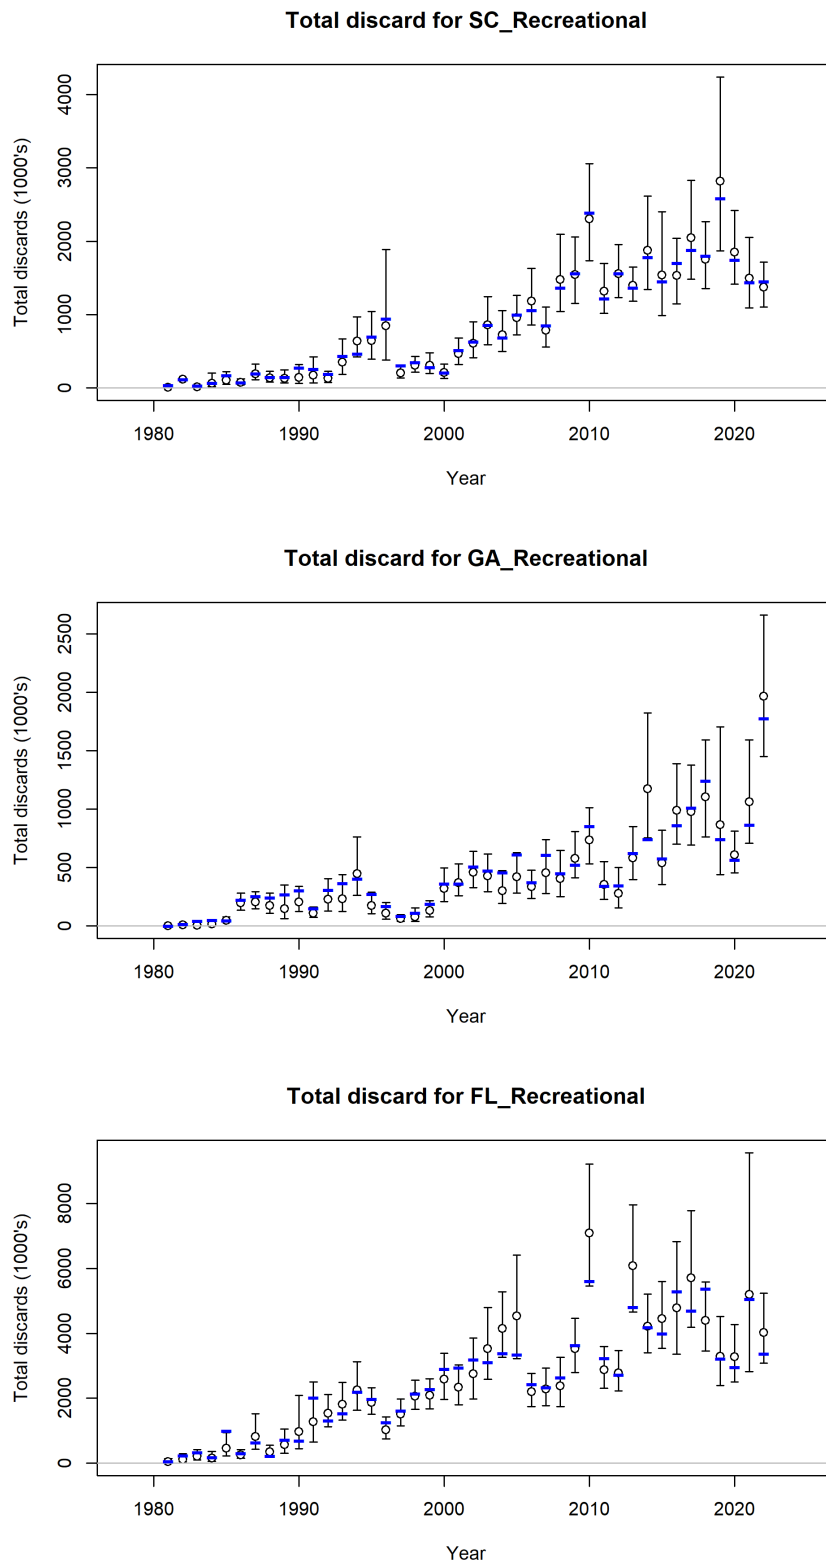 Total discard for SC_Recreational
Total discards (1000's)
4000
3000
2000
1000
0
1980 1990 2000 2010 2020
Year
Total discard for GA_Recreational
Total discards (1000's)
2500
2000
1500
1000
500
0
1980 1990 2000 2010 2020
Year
Total discard for FL_Recreational
Total discards (1000's)
8000
6000
4000
2000
0
1980 1990 2000 2010 2020
Year